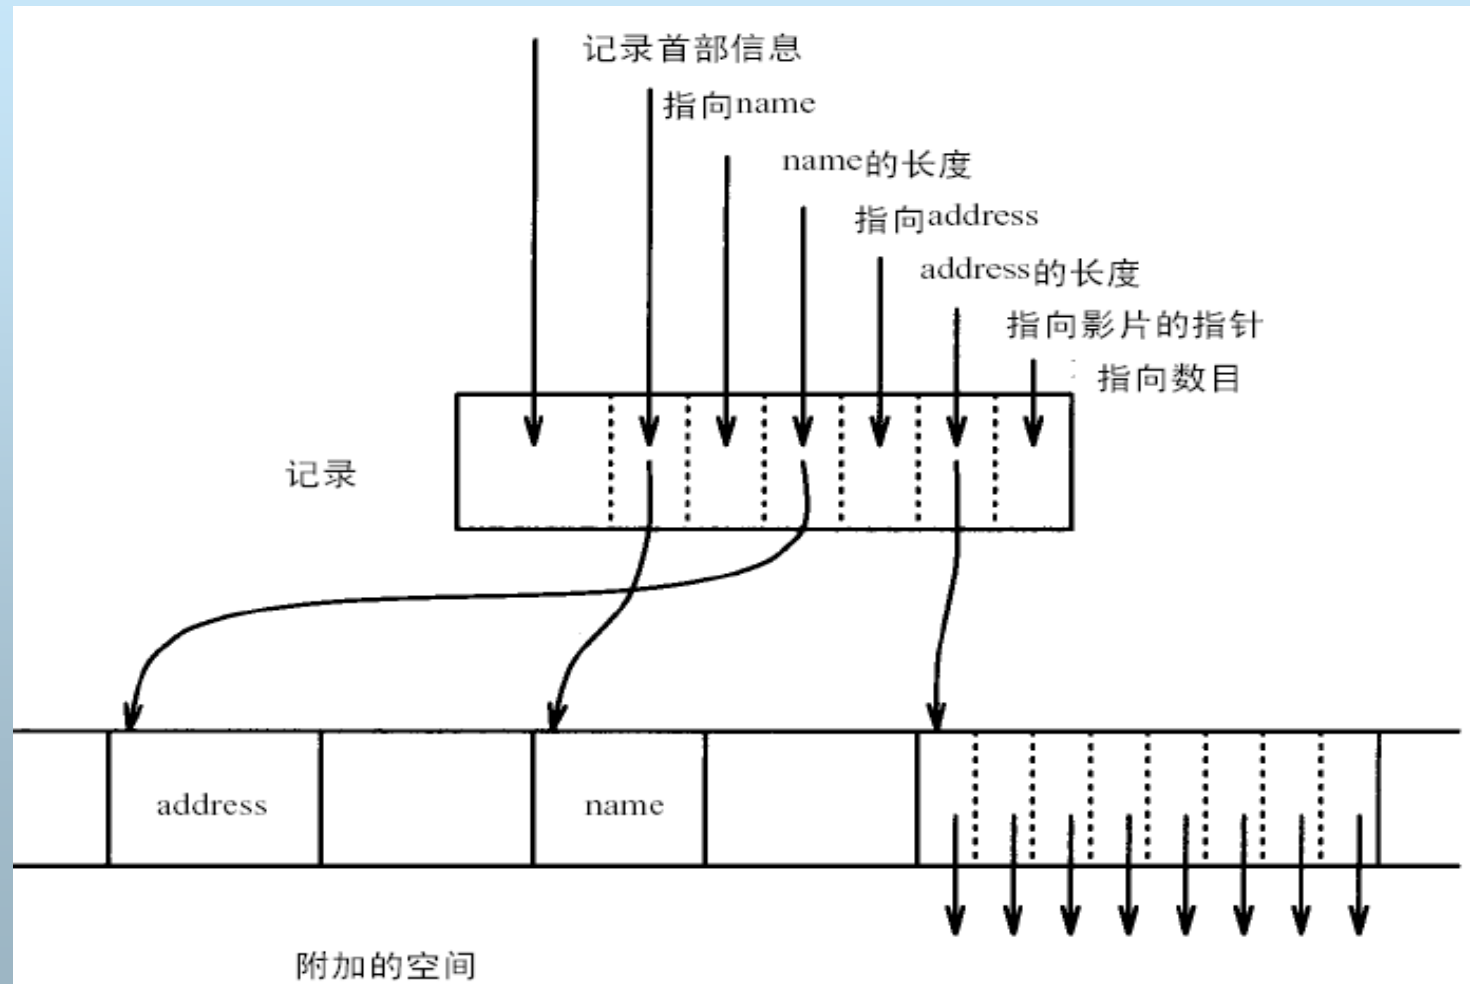 记录首部信息
指向name
name的长度
指向address
address的长度
指向影片的指针
指向数目
记录
address
name
附加的空间